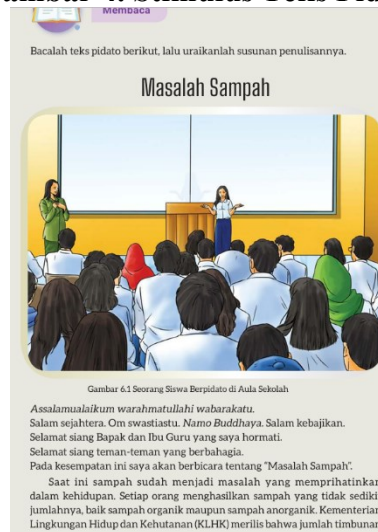 Membaca
Bacalah teks pidato berikut, lalu uraikanlah susunan penulisannya.
Masalah Sampah
Gambar 6.1 Seorang Siswa Berpidato di Aula Sekolah
Assalamualaikum warahmatullahi wabarakatu.
Salam sejahtera. Om swastiastu. Namo Buddhaya. Salam kebajikan.
Selamat siang Bapak dan Ibu Guru yang saya hormati.
Selamat siang teman-teman yang berbahagia.
Pada kesempatan ini saya akan berbicara tentang "Masalah Sampah".
Saat ini sampah sudah menjadi masalah yang memprihatinkan
dalam kehidupan. Setiap orang menghasilkan sampah yang tidak sediki
jumlahnya, baik sampah organik maupun sampah anorganik. Kementerian
Lingkungan Hidup dan Kehutanan (KLHK) merilis bahwa jumlah timbunan